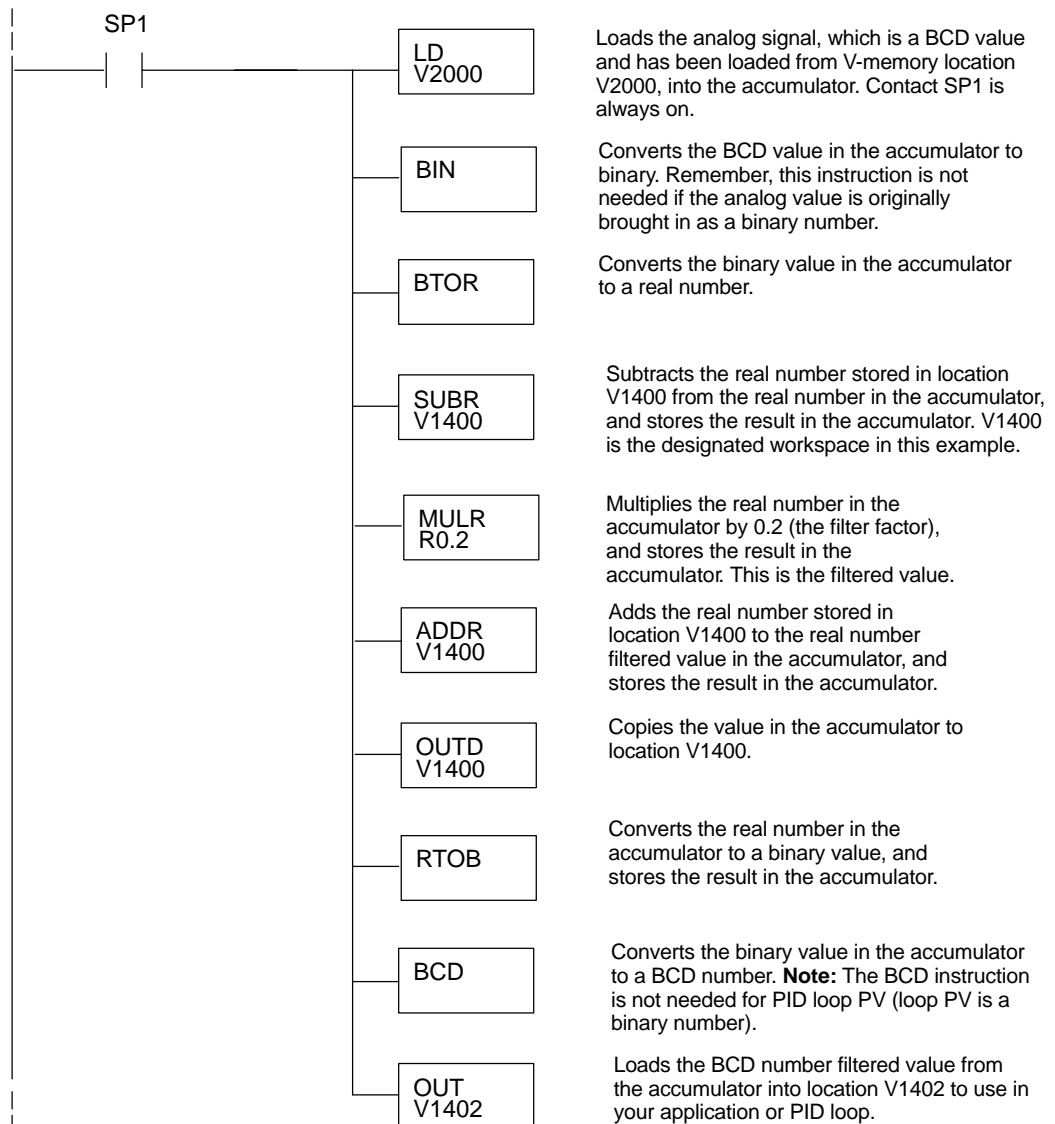 SP1
LD
V2000
Loads the analog signal, which is a BCD value
and has been loaded from V-memory location
V2000, into the accumulator. Contact SP1 is
always on.
BIN
Converts the BCD value in the accumulator to
binary. Remember, this instruction is not
needed if the analog value is originally
brought in as a binary number.
BTOR
Converts the binary value in the accumulator
to a real number.
SUBR
V1400
Subtracts the real number stored in location
V1400 from the real number in the accumulator,
and stores the result in the accumulator. V1400
is the designated workspace in this example.
MULR
R0.2
Multiplies the real number in the
accumulator by 0.2 (the filter factor),
and stores the result in the
accumulator. This is the filtered value.
ADDR
V1400
Adds the real number stored in
location V1400 to the real number
filtered value in the accumulator, and
stores the result in the accumulator.
OUTD
V1400
Copies the value in the accumulator to
location V1400.
RTOB
Converts the real number in the
accumulator to a binary value, and
stores the result in the accumulator.
BCD
Converts the binary value in the accumulator
to a BCD number. Note: The BCD instruction
is not needed for PID loop PV (loop PV is a
binary number).
OUT
V1402
Loads the BCD number filtered value from
the accumulator into location V1402 to use in
your application or PID loop.